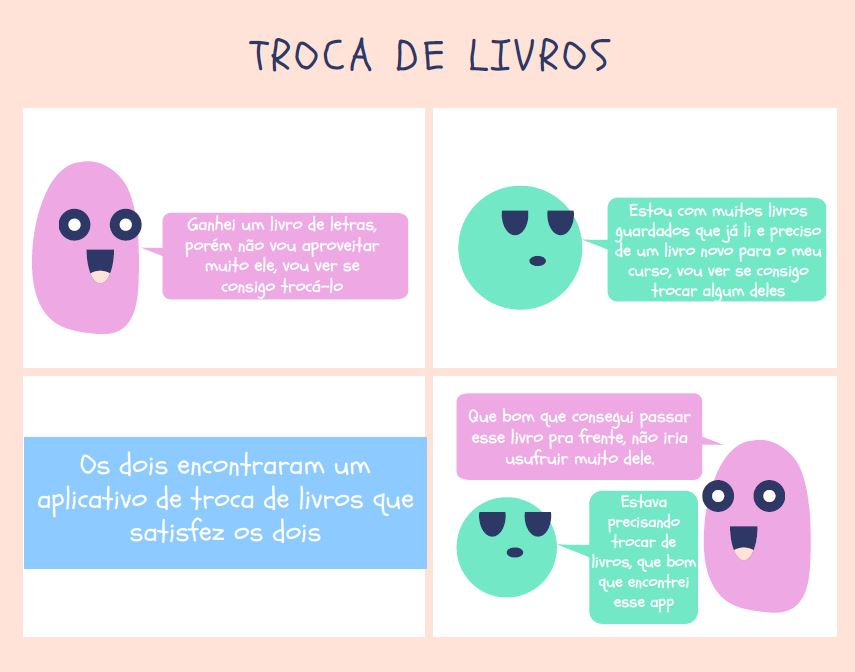 TROCA DE LIVROS
Ganhei um livro de letras,
porém não vou aproveitar
muito ele, vou ver se
consigo trocá-lo
Estou com muitos livros
guardados que já li e preciso
de um livro novo para o meu
curso, vou ver se consigo
trocar algum deles
Os dois encontraram um
aplicativo de troca de livros que
satisfez os dois
Que bom que consegui passar
esse livro pra frente, não iria
usufruir muito dele.
Estava
precisando
trocar de
livros, que bom
que encontrei
esse app